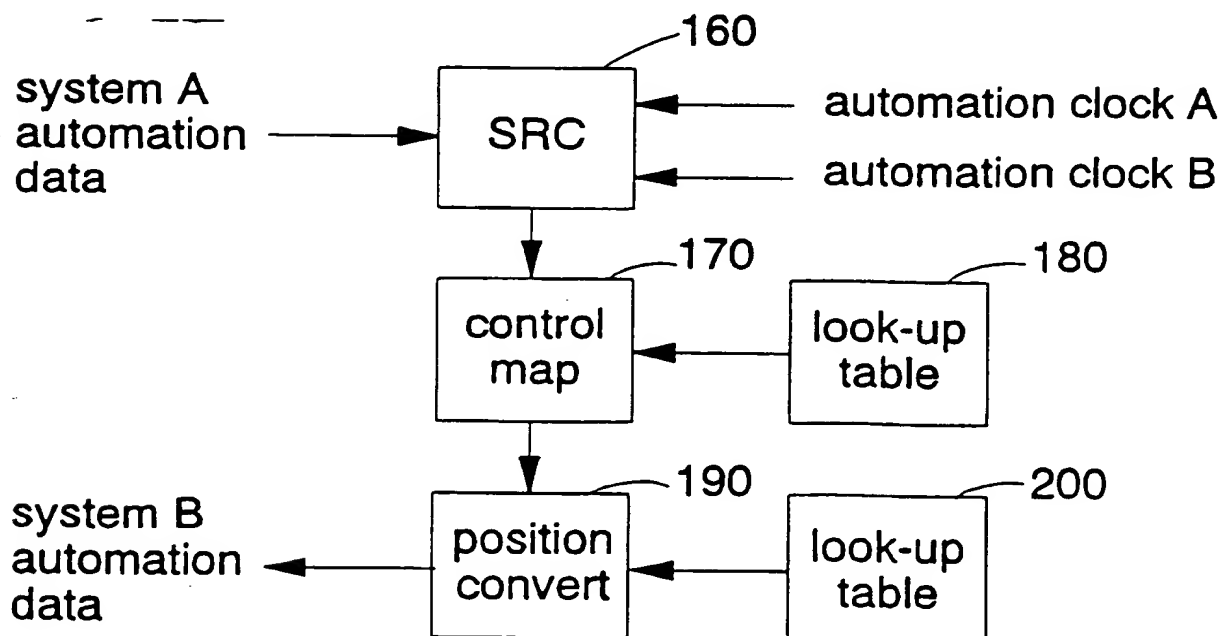 160
system A
automation
data
SRC
automation clock A
automation clock B
170
180
control
map
look-up
table
190
200
system B
automation
data
position
convert
look-up
table